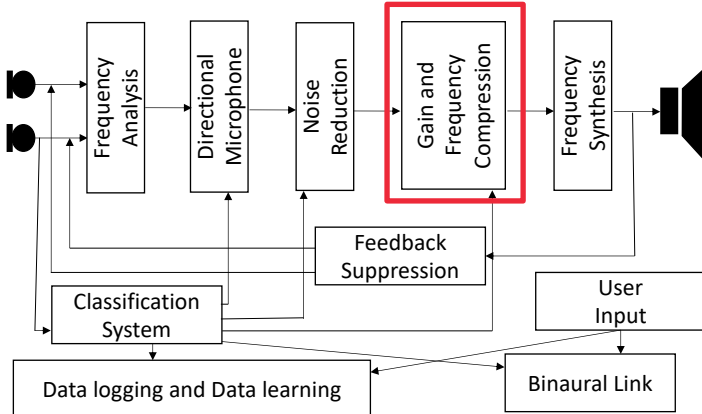 Frequency
Analysis
Directional
Microphone
Noise
Reduction
Gain and
Frequency
Compression
Frequency
Synthesis
Feedback
Suppression
Classification
System
User
Input
Data logging and Data learning
Binaural Link